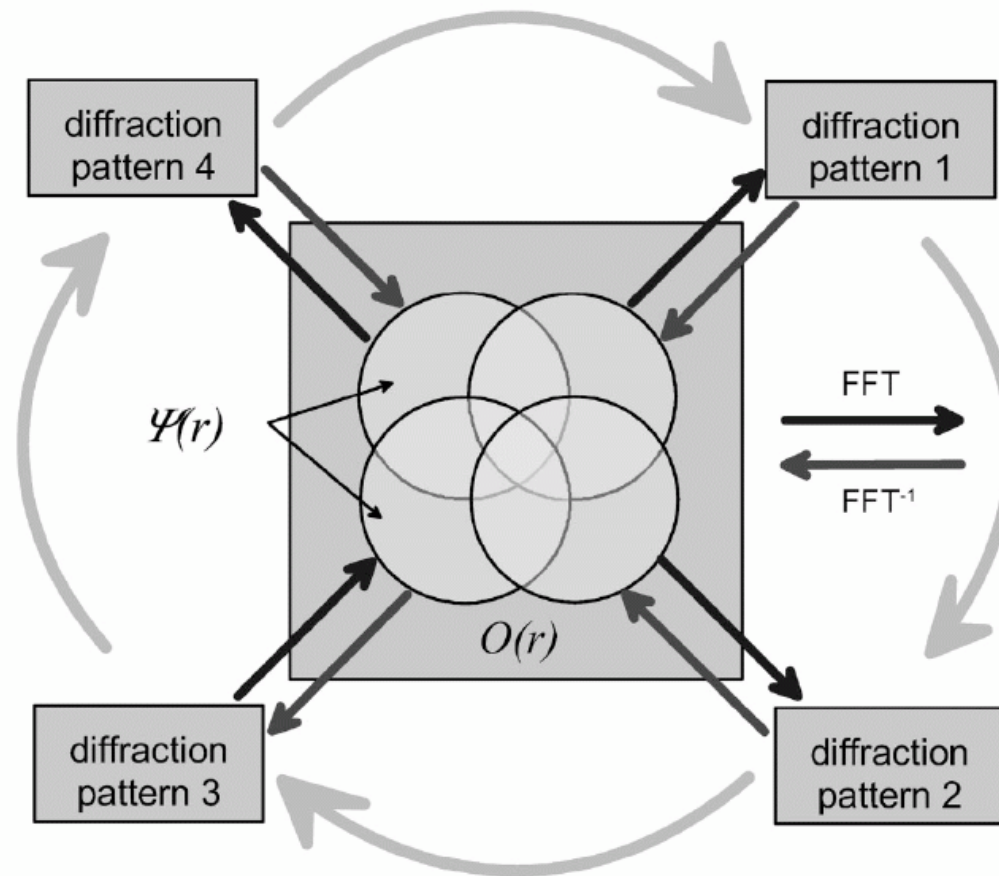 diffraction
pattern 4
diffraction
pattern 1
FFT
Ψ(r)
FFT⁻¹
O(r)
diffraction
pattern 3
diffraction
pattern 2